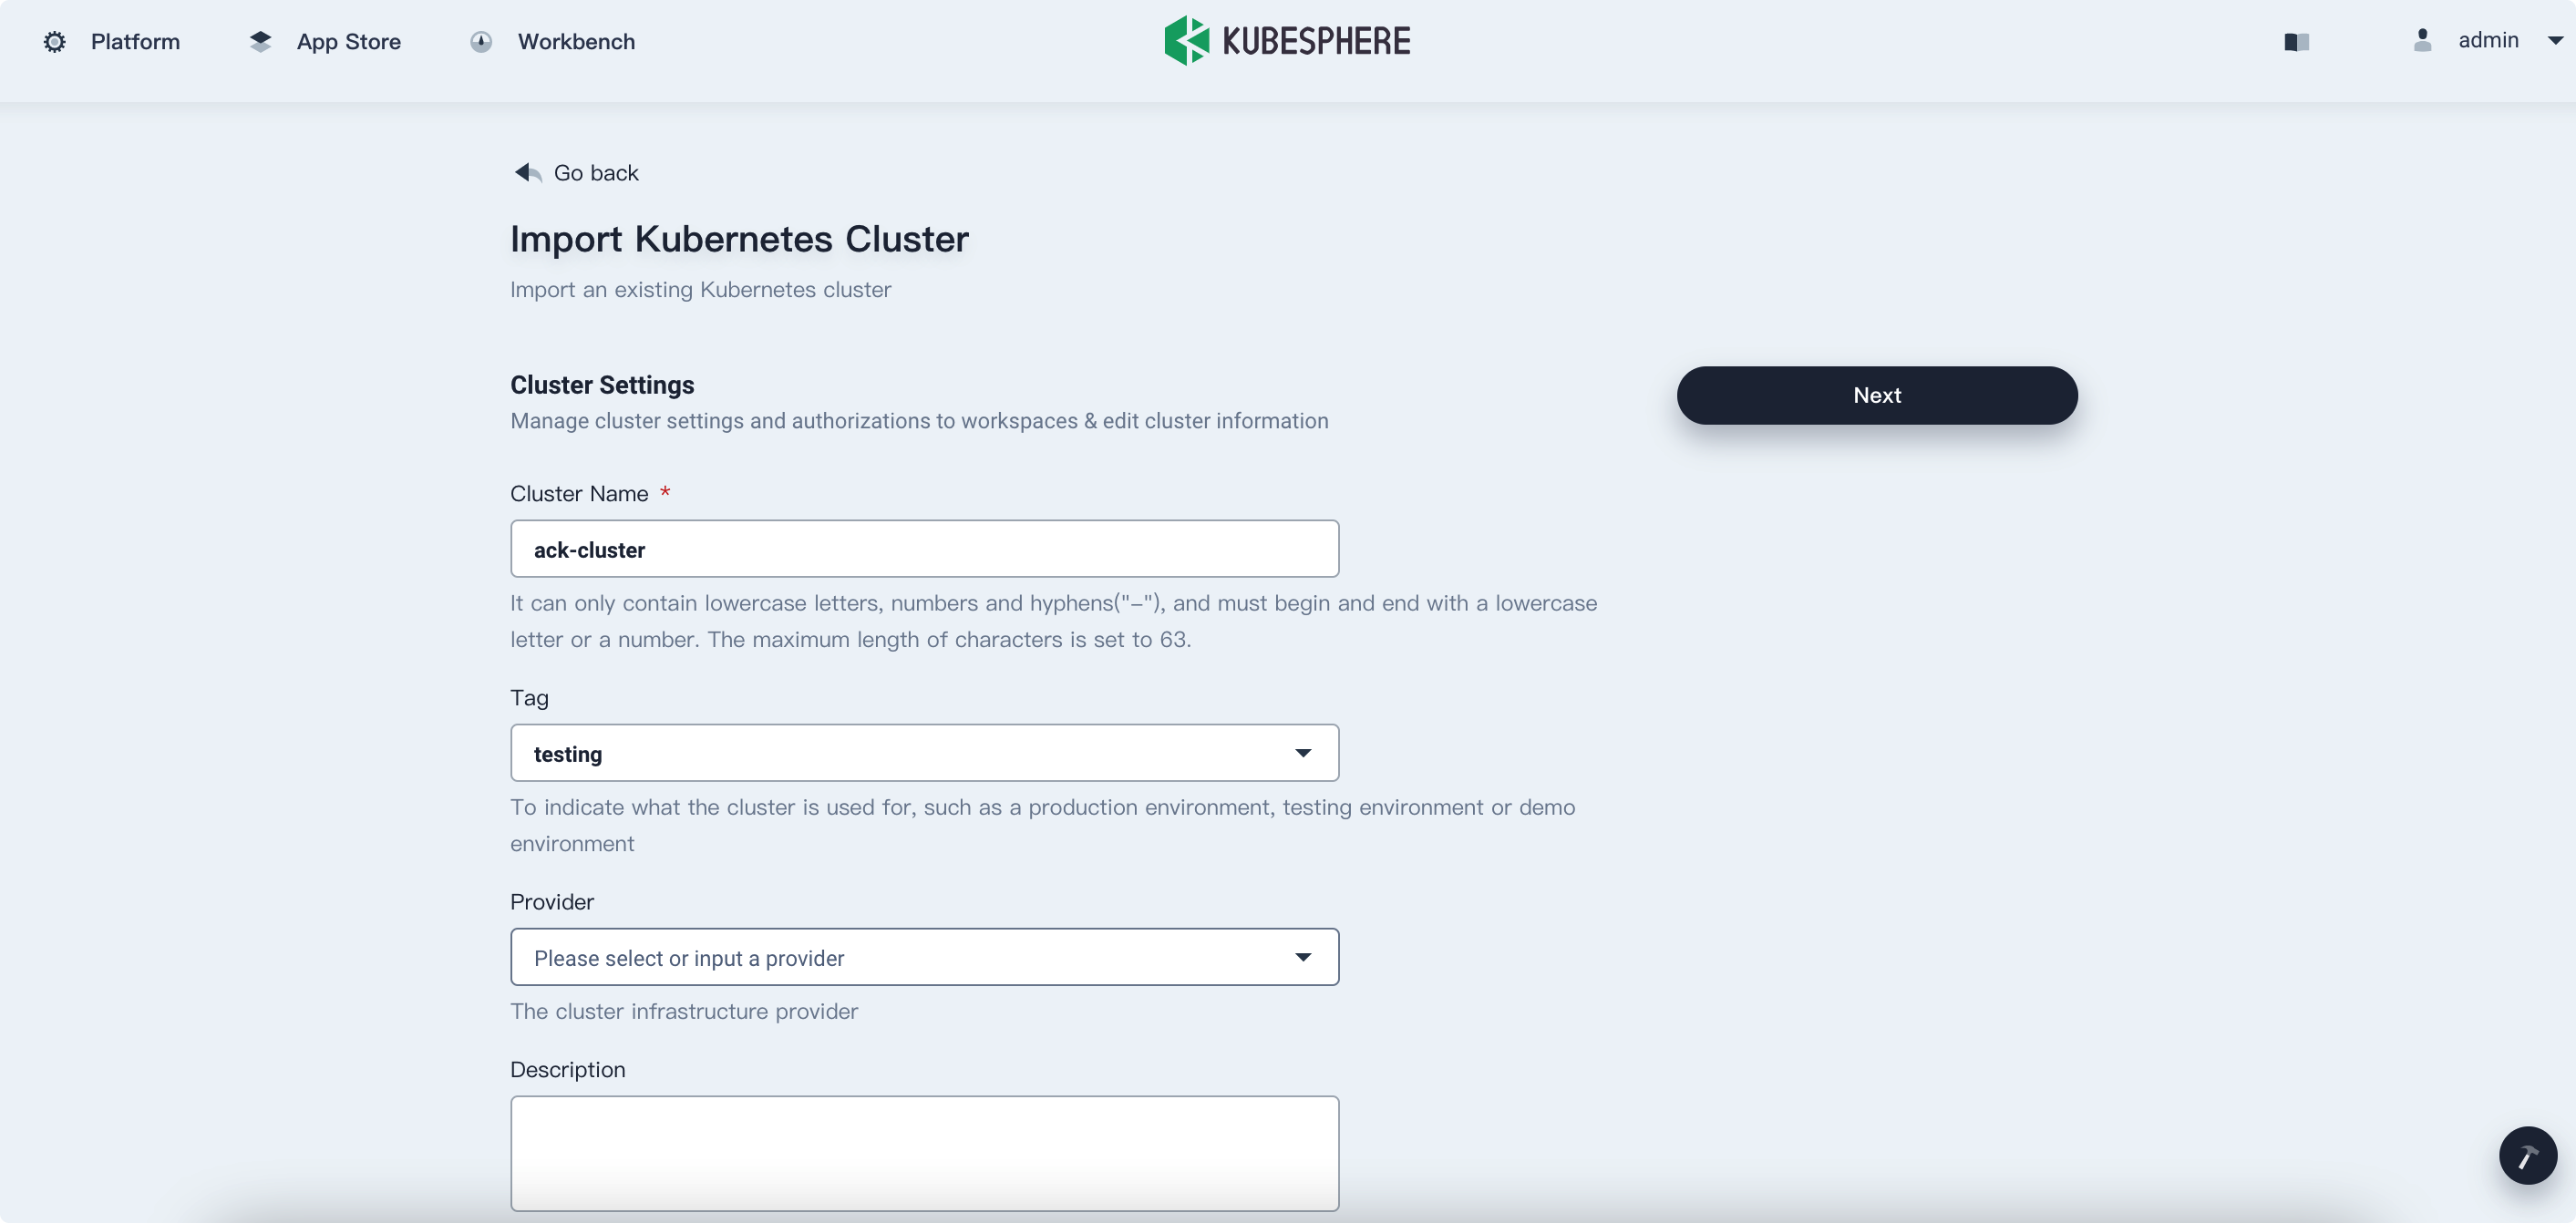 Platform
App Store
Workbench
KUBESPHERE
admin
Go back
Import Kubernetes Cluster
Import an existing Kubernetes cluster
Cluster Settings
Manage cluster settings and authorizations to workspaces & edit cluster information
Next
Cluster Name *
ack-cluster
It can only contain lowercase letters, numbers and hyphens("-"), and must begin and end with a lowercase
letter or a number. The maximum length of characters is set to 63.
Tag
testing
To indicate what the cluster is used for, such as a production environment, testing environment or demo
environment
Provider
Please select or input a provider
The cluster infrastructure provider
Description